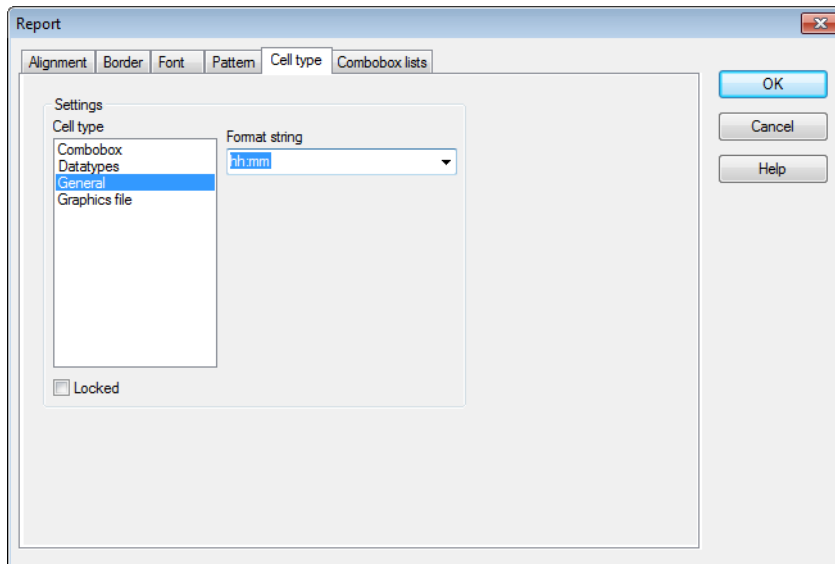 Report
Alignment Border Font Pattern Cell type Combobox lists
OK
Settings
Cell type
Format string
Cancel
Combobox
hh:mm
Datatypes
General
Help
Graphics file
Locked